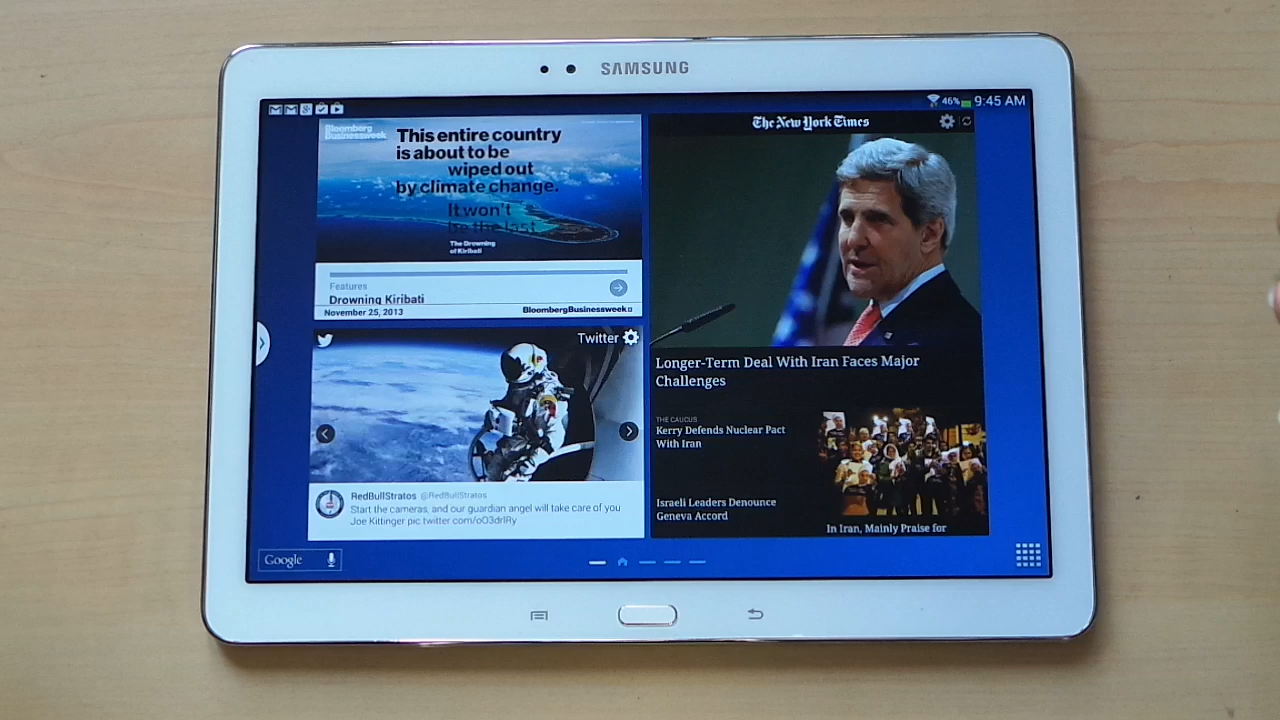 SAMSUNG
46%
9:45 AM
Bloomberg
Businessweek
This entire country
is about to be
wiped out
by climate change.
It won't
be the last
The Drowning
of Kiribati
Features
Drowning Kiribati
November 25, 2013
BloombergBusinessweek
Twitter
RedBullStratos @RedBullStratos
Start the cameras, and our guardian angel will take care of you
Joe Kittinger pic twitter com/oO3drlRy
The New York Times
Longer-Term Deal With Iran Faces Major
Challenges
THE CAUCUS
Kerry Defends Nuclear Pact
With Iran
Israeli Leaders Denounce
Geneva Accord
In Iran, Mainly Praise for
Google